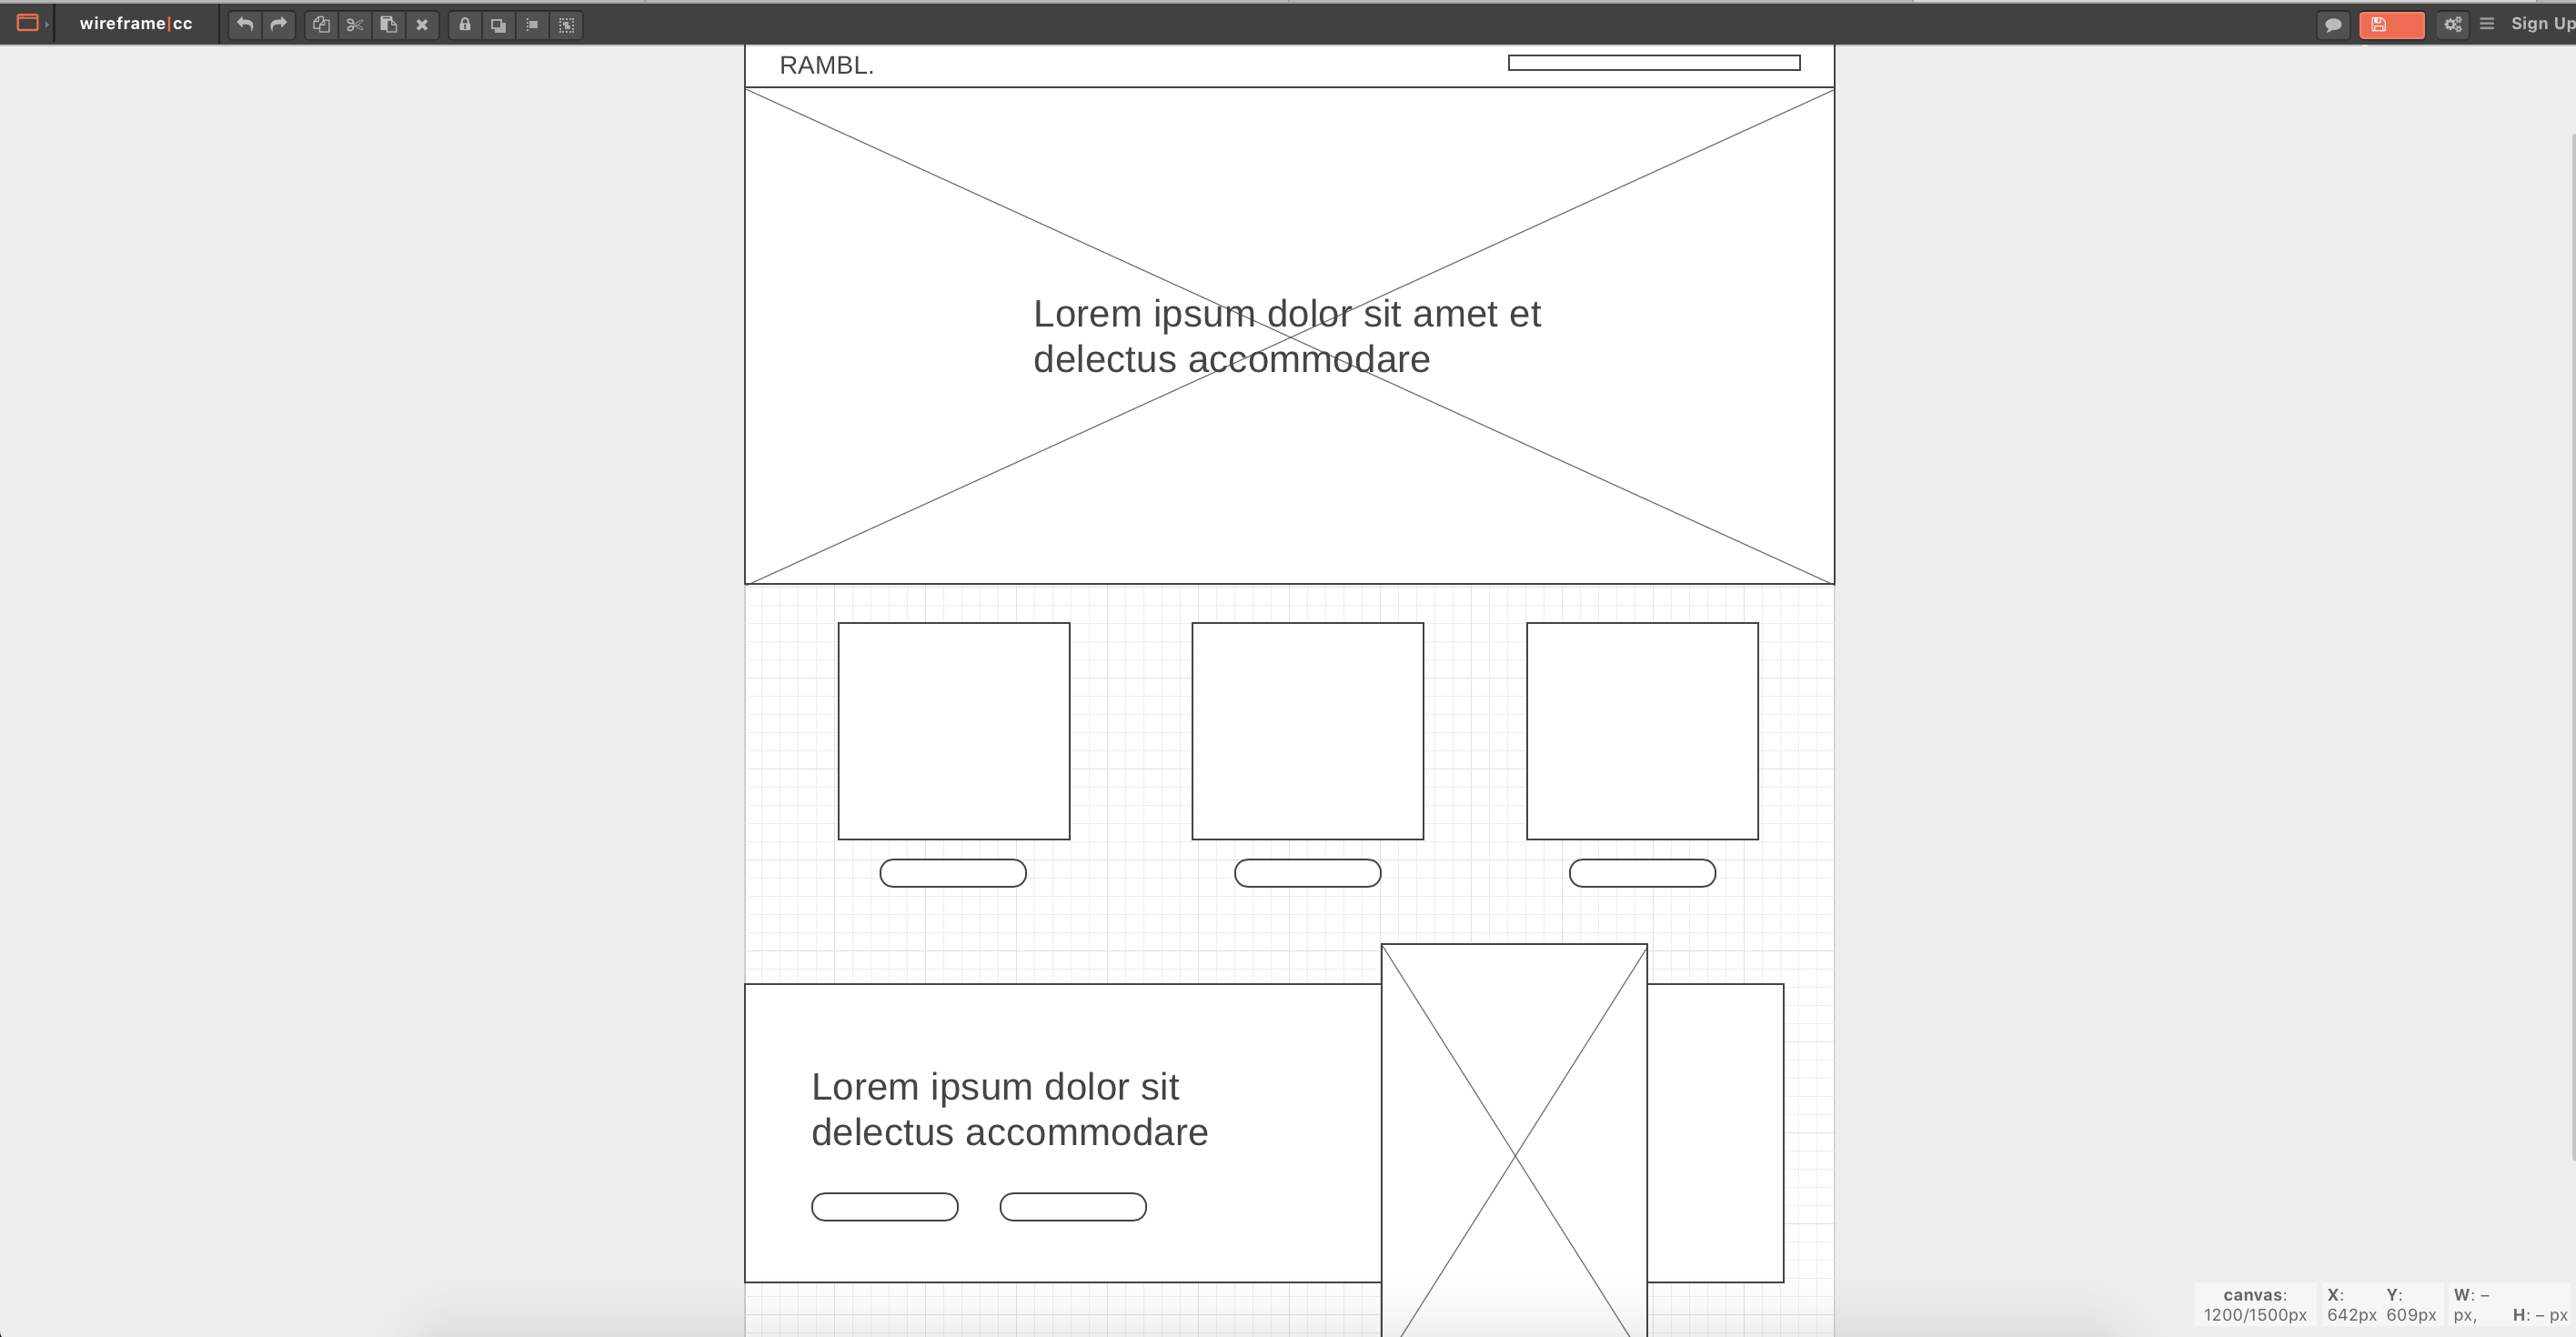 wireframe|cc
Sign Up
RAMBL.
Lorem ipsum dolor sit amet et
delectus accommodare
Lorem ipsum dolor sit
delectus accommodare
canvas: X: Y: W: –
1200/1500px 642px 609px px, H: – px